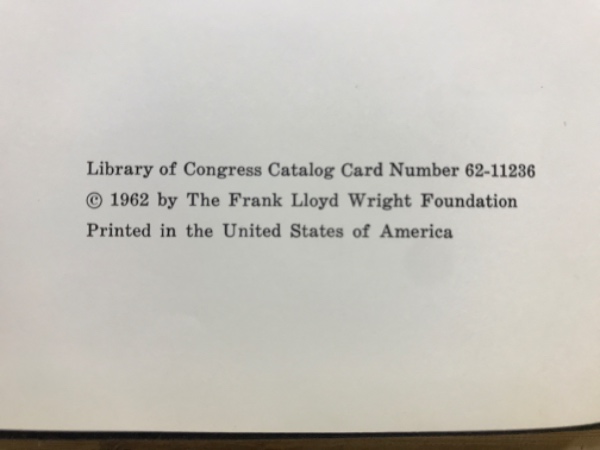 Library of Congress Catalog Card Number 62-11236
© 1962 by The Frank Lloyd Wright Foundation
Printed in the United States of America